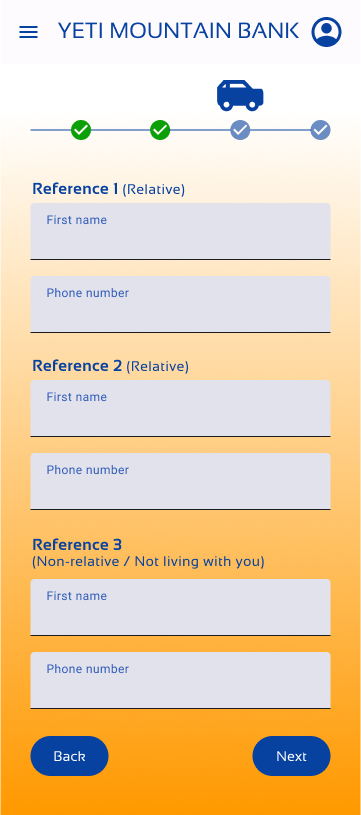 YETI MOUNTAIN BANK
Reference 1 (Relative)
First name
Phone number
Reference 2 (Relative)
First name
Phone number
Reference 3
(Non-relative / Not living with you)
First name
Phone number
Back
Next